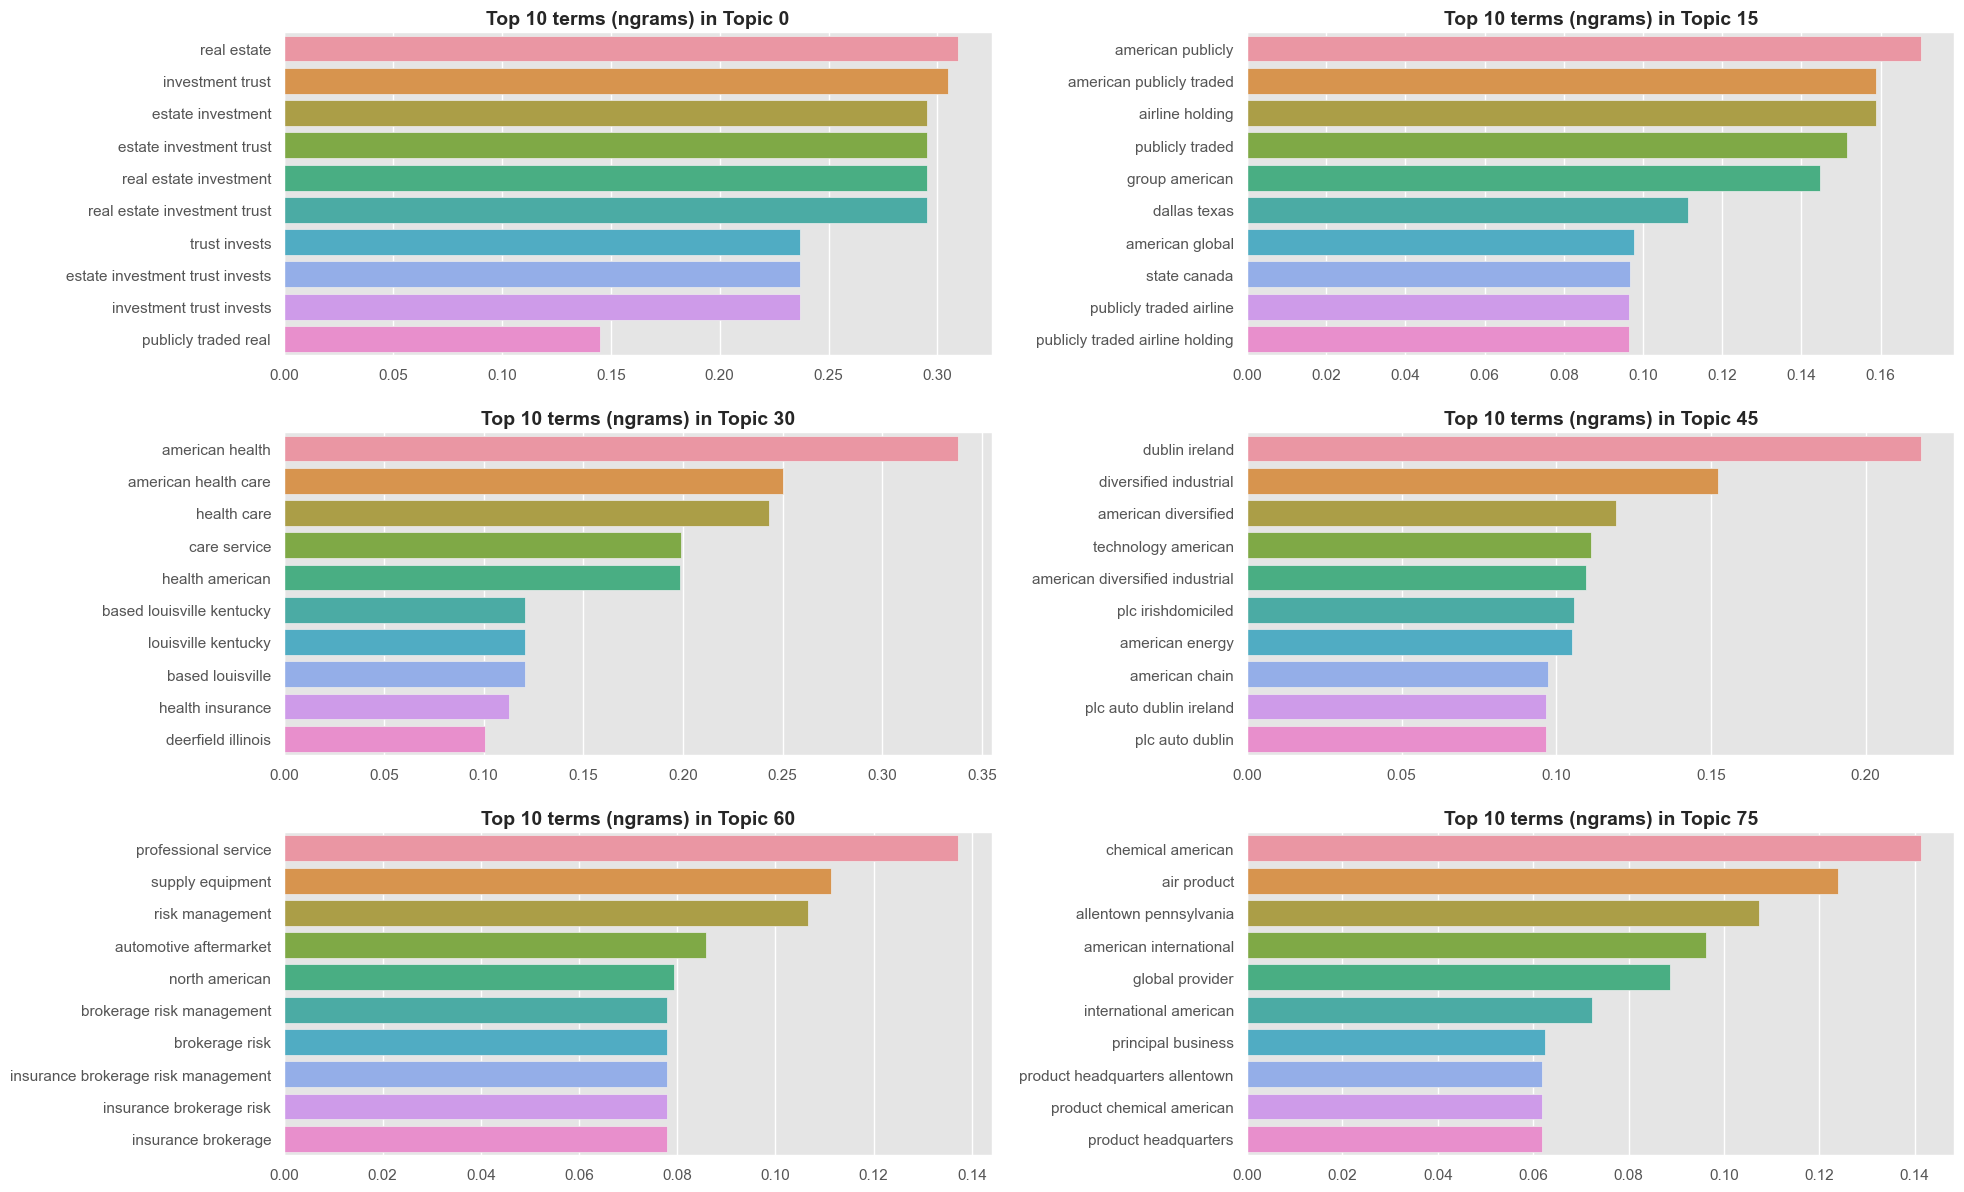 Top 10 terms (ngrams) in Topic 0
real estate
investment trust
estate investment
estate investment trust
real estate investment
real estate investment trust
trust invests
estate investment trust invests
investment trust invests
publicly traded real
0.00 0.05 0.10 0.15 0.20 0.25 0.30
Top 10 terms (ngrams) in Topic 15
american publicly
american publicly traded
airline holding
publicly traded
group american
dallas texas
american global
state canada
publicly traded airline
publicly traded airline holding
0.00 0.02 0.04 0.06 0.08 0.10 0.12 0.14 0.16
Top 10 terms (ngrams) in Topic 30
american health
american health care
health care
care service
health american
based louisville kentucky
louisville kentucky
based louisville
health insurance
deerfield illinois
0.00 0.05 0.10 0.15 0.20 0.25 0.30 0.35
Top 10 terms (ngrams) in Topic 45
dublin ireland
diversified industrial
american diversified
technology american
american diversified industrial
plc irishdomiciled
american energy
american chain
plc auto dublin ireland
plc auto dublin
0.00 0.05 0.10 0.15 0.20
Top 10 terms (ngrams) in Topic 60
professional service
supply equipment
risk management
automotive aftermarket
north american
brokerage risk management
brokerage risk
insurance brokerage risk management
insurance brokerage risk
insurance brokerage
0.00 0.02 0.04 0.06 0.08 0.10 0.12 0.14
Top 10 terms (ngrams) in Topic 75
chemical american
air product
allentown pennsylvania
american international
global provider
international american
principal business
product headquarters allentown
product chemical american
product headquarters
0.00 0.02 0.04 0.06 0.08 0.10 0.12 0.14